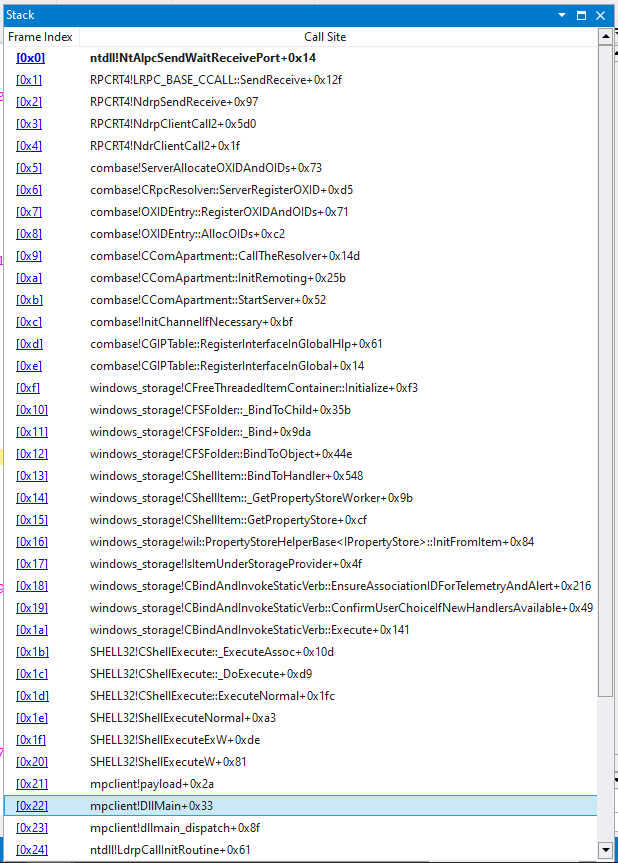 Stack
Frame Index Call Site
[0x0] ntdll!NtAlpcSendWaitReceivePort+0x14
[0x1] RPCRT4!LRPC_BASE_CCALL::SendReceive+0x12f
[0x2] RPCRT4!NdrpSendReceive+0x97
[0x3] RPCRT4!NdrpClientCall2+0x5d0
[0x4] RPCRT4!NdrClientCall2+0x1f
[0x5] combase!ServerAllocateOXIDAndOIDs+0x73
[0x6] combase!CRpcResolver::ServerRegisterOXID+0xd5
[0x7] combase!OXIDEntry::RegisterOXIDAndOIDs+0x71
[0x8] combase!OXIDEntry::AllocOIDs+0xc2
[0x9] combase!CComApartment::CallTheResolver+0x14d
[0xa] combase!CComApartment::InitRemoting+0x25b
[0xb] combase!CComApartment::StartServer+0x52
[0xc] combase!InitChannelIfNecessary+0xbf
[0xd] combase!CGIPTable::RegisterInterfaceInGlobalHlp+0x61
[0xe] combase!CGIPTable::RegisterInterfaceInGlobal+0x14
[0xf] windows_storage!CFreeThreadedItemContainer::Initialize+0xf3
[0x10] windows_storage!CFSFolder::_BindToChild+0x35b
[0x11] windows_storage!CFSFolder::_Bind+0x9da
[0x12] windows_storage!CFSFolder::BindToObject+0x44e
[0x13] windows_storage!CShellItem::BindToHandler+0x548
[0x14] windows_storage!CShellItem::_GetPropertyStoreWorker+0x9b
[0x15] windows_storage!CShellItem::GetPropertyStore+0xcf
[0x16] windows_storage!wil::PropertyStoreHelperBase<IPropertyStore>::InitFromItem+0x84
[0x17] windows_storage!IsItemUnderStorageProvider+0x4f
[0x18] windows_storage!CBindAndInvokeStaticVerb::EnsureAssociationIDForTelemetryAndAlert+0x216
[0x19] windows_storage!CBindAndInvokeStaticVerb::ConfirmUserChoiceIfNewHandlersAvailable+0x49
[0x1a] windows_storage!CBindAndInvokeStaticVerb::Execute+0x141
[0x1b] SHELL32!CShellExecute::_ExecuteAssoc+0x10d
[0x1c] SHELL32!CShellExecute::_DoExecute+0xd9
[0x1d] SHELL32!CShellExecute::ExecuteNormal+0x1fc
[0x1e] SHELL32!ShellExecuteNormal+0xa3
[0x1f] SHELL32!ShellExecuteExW+0xde
[0x20] SHELL32!ShellExecuteW+0x81
[0x21] mpclient!payload+0x2a
[0x22] mpclient!DllMain+0x33
[0x23] mpclient!dllmain_dispatch+0x8f
[0x24] ntdll!LdrpCallInitRoutine+0x61